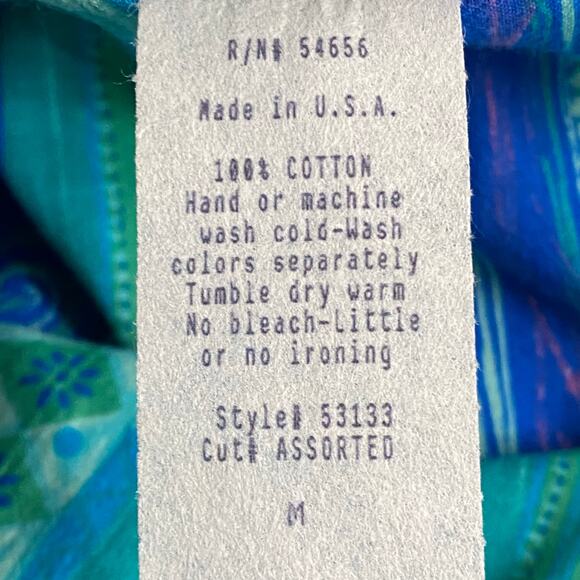 R/N# 54656
Made in U.S.A.
100% COTTON
Hand or machine
wash cold-Wash
colors separately
Tumble dry warm
No bleach-Little
or no ironing
Style# 53133
Cut# ASSORTED
M